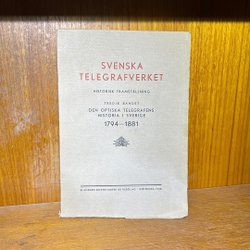 SVENSKA
TELEGRAFVERKET
HISTORISK FRAMSTÄLLNING
TREDJE BANDET
DEN OPTISKA TELEGRAFENS
HISTORIA I SVERIGE
1794—1881